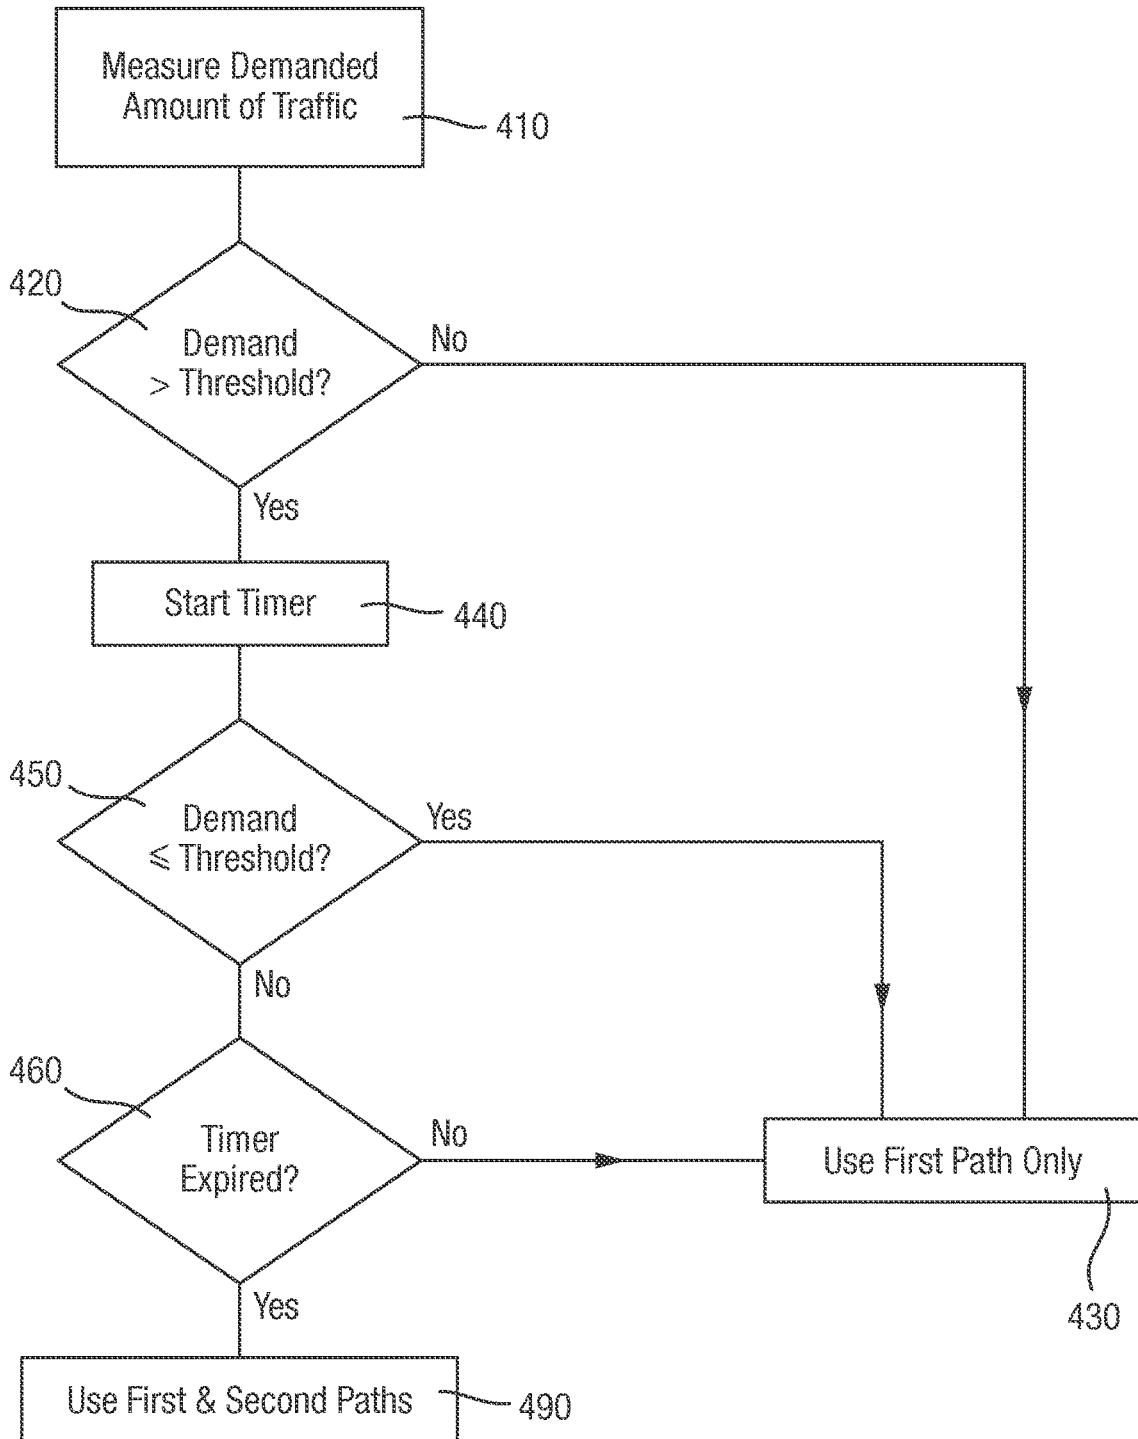 Measure Demanded
Amount of Traffic
410
420
Demand
> Threshold?
No
Yes
Start Timer
440
450
Demand
⩽ Threshold?
Yes
No
460
Timer
Expired?
No
Use First Path Only
430
Yes
Use First & Second Paths
490